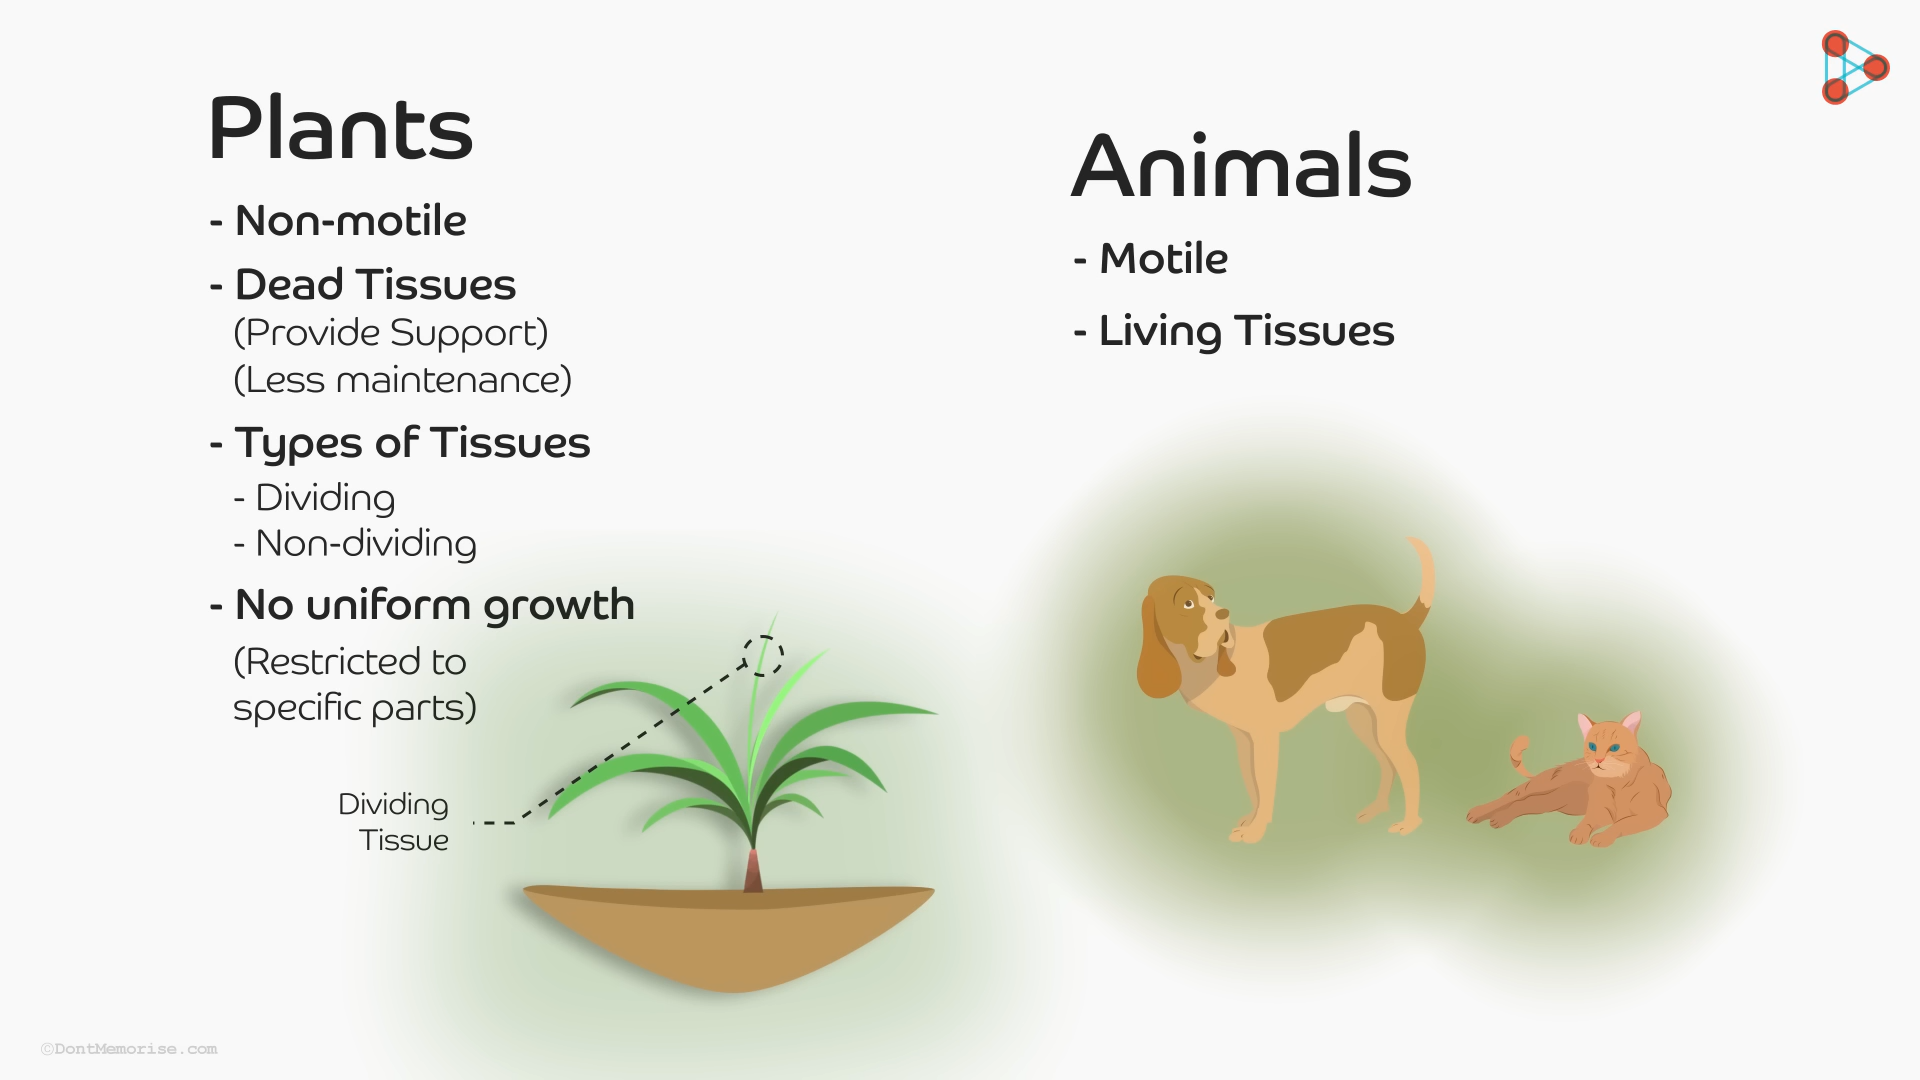 Plants
- Non-motile
- Dead Tissues
(Provide Support)
(Less maintenance)
- Types of Tissues
- Dividing
- Non-dividing
- No uniform growth
(Restricted to
specific parts)
Dividing
Tissue
Animals
- Motile
- Living Tissues
©DontMemorise.com